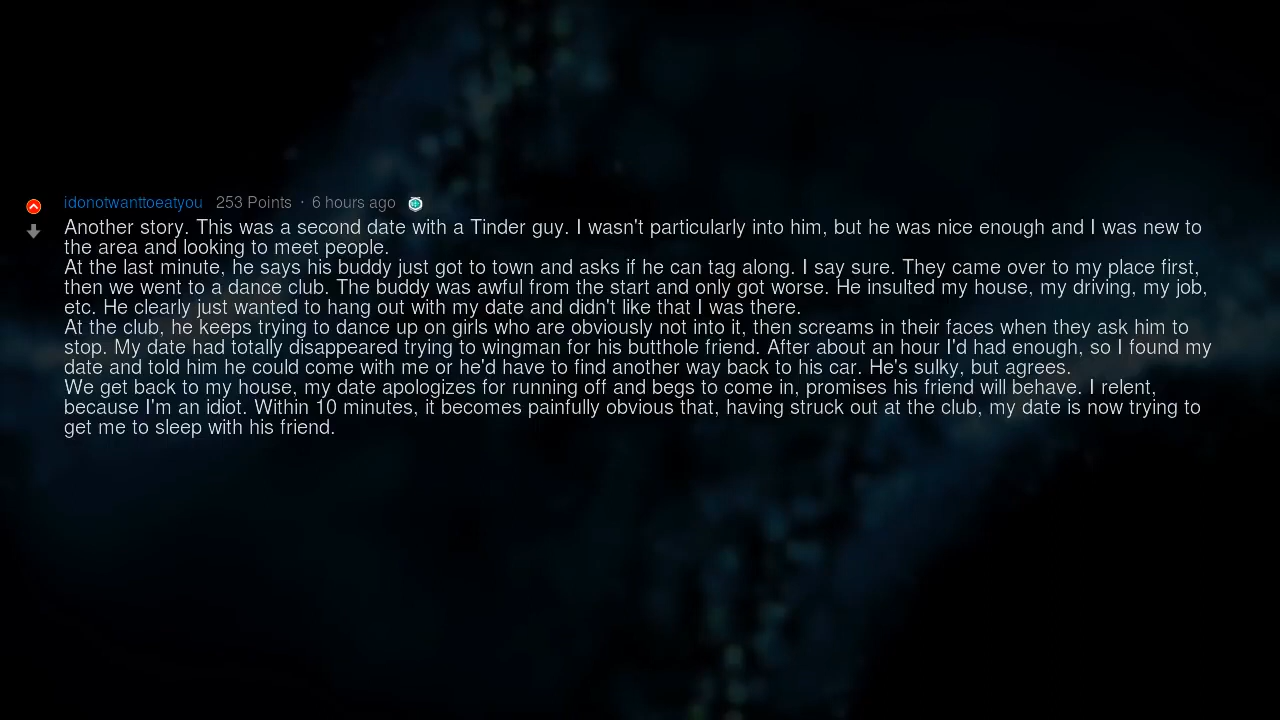 idonotwanttoeatyou 253 Points · 6 hours ago
Another story. This was a second date with a Tinder guy. I wasn't particularly into him, but he was nice enough and I was new to
the area and looking to meet people.
At the last minute, he says his buddy just got to town and asks if he can tag along. I say sure. They came over to my place first,
then we went to a dance club. The buddy was awful from the start and only got worse. He insulted my house, my driving, my job,
etc. He clearly just wanted to hang out with my date and didn't like that I was there.
At the club, he keeps trying to dance up on girls who are obviously not into it, then screams in their faces when they ask him to
stop. My date had totally disappeared trying to wingman for his butthole friend. After about an hour I'd had enough, so I found my
date and told him he could come with me or he'd have to find another way back to his car. He's sulky, but agrees.
We get back to my house, my date apologizes for running off and begs to come in, promises his friend will behave. I relent,
because I'm an idiot. Within 10 minutes, it becomes painfully obvious that, having struck out at the club, my date is now trying to
get me to sleep with his friend.